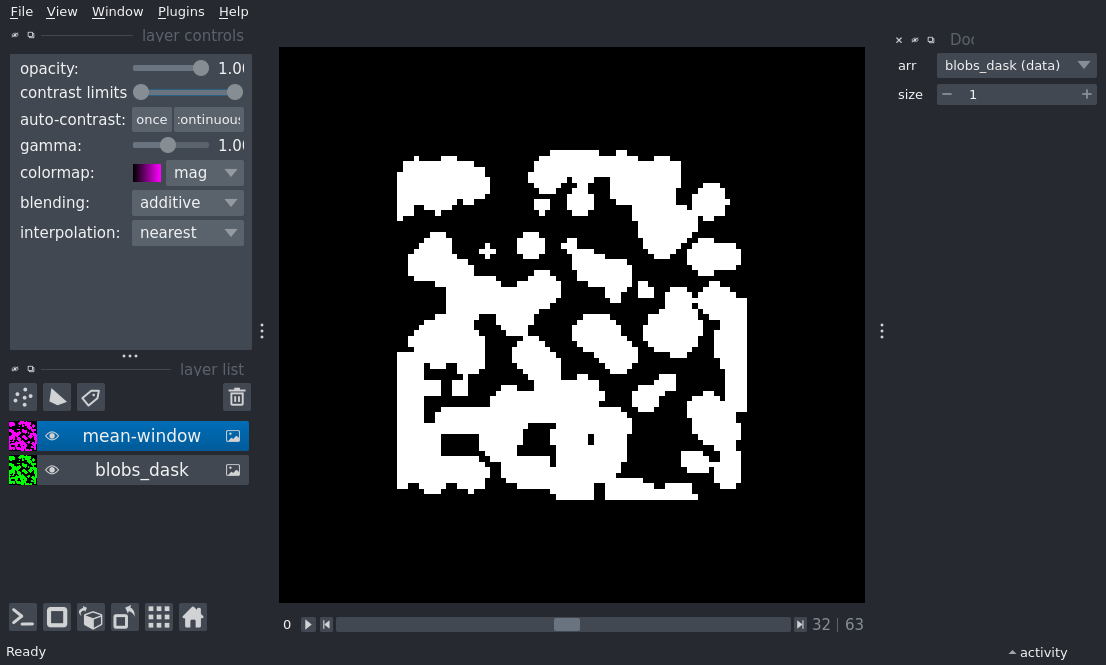 File View Window Plugins Help
layer controls
opacity: 1.00
contrast limits
auto-contrast: once continuous
gamma: 1.00
colormap: mag
blending: additive
interpolation: nearest
layer list
mean-window
blobs_dask
0 32 | 63
Doc
arr blobs_dask (data)
size 1
Ready
activity